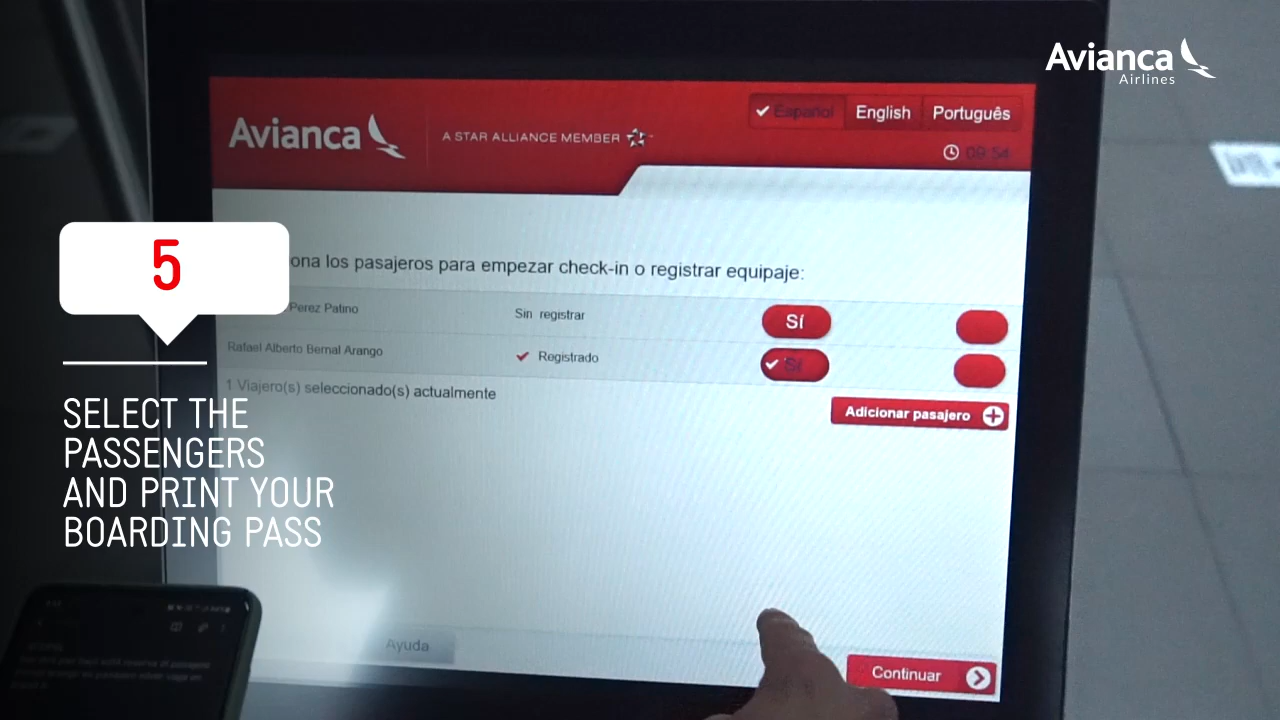 Avianca
Airlines
Avianca
A STAR ALLIANCE MEMBER
Español English Português
09:54
5
ona los pasajeros para empezar check-in o registrar equipaje:
Perez Patino Sin registrar Sí
Rafael Alberto Bernal Arango Registrado Sí
1 Viajero(s) seleccionado(s) actualmente
Adicionar pasajero
SELECT THE
PASSENGERS
AND PRINT YOUR
BOARDING PASS
Ayuda
Continuar